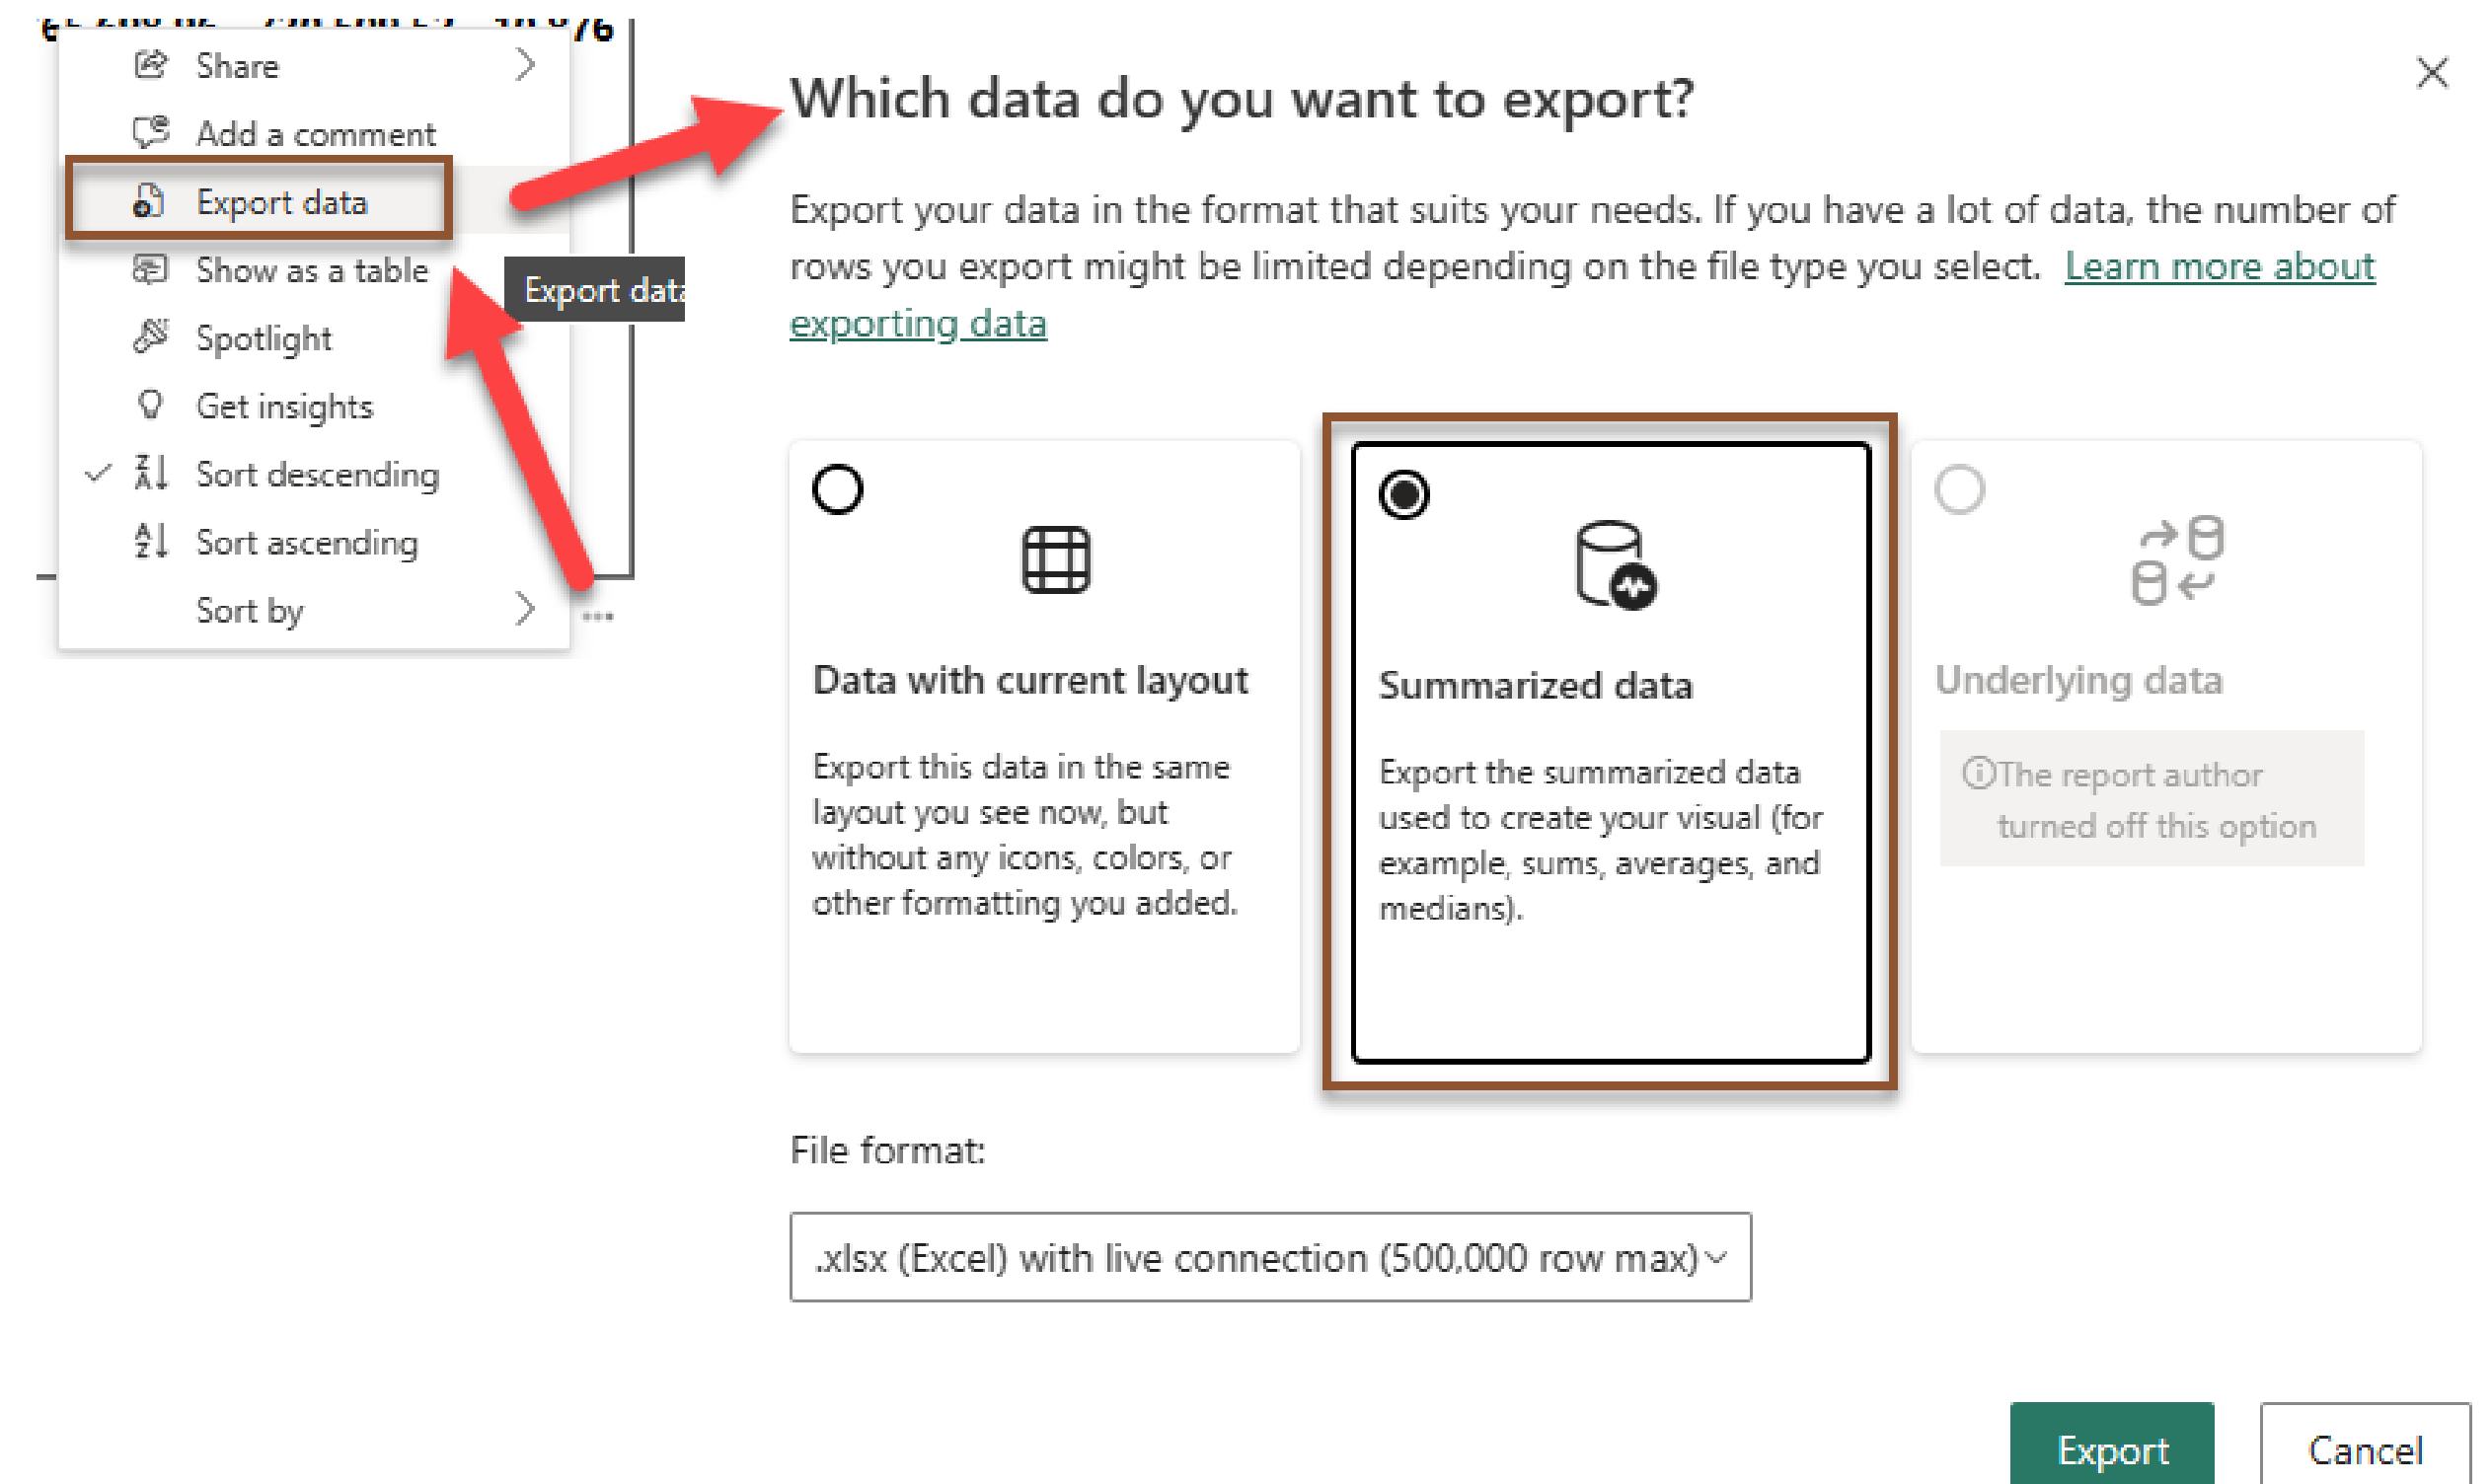 76
Share
Add a comment
Export data
Show as a table
Export data
Spotlight
Get insights
Sort descending
Sort ascending
Sort by
Which data do you want to export?
Export your data in the format that suits your needs. If you have a lot of data, the number of
rows you export might be limited depending on the file type you select. Learn more about
exporting data
Data with current layout
Export this data in the same
layout you see now, but
without any icons, colors, or
other formatting you added.
Summarized data
Export the summarized data
used to create your visual (for
example, sums, averages, and
medians).
Underlying data
The report author
turned off this option
File format:
.xlsx (Excel) with live connection (500,000 row max)
Export
Cancel